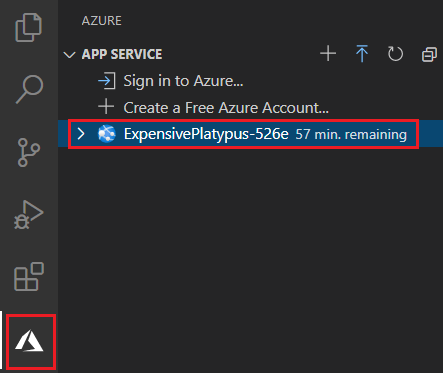 AZURE
APP SERVICE
Sign in to Azure...
Create a Free Azure Account...
ExpensivePlatypus-526e 57 min. remaining